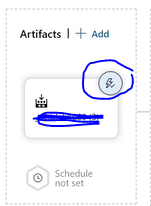 Artifacts | + Add
Schedule
not set